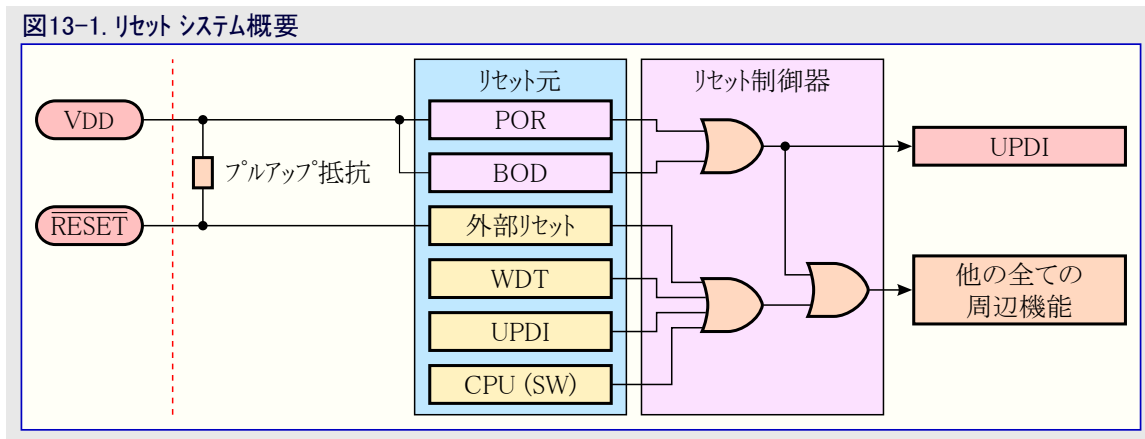 図13-1. リセット システム概要
リセット元
リセット制御器
VDD
POR
UPDI
プルアップ抵抗
BOD
RESET
外部リセット
WDT
他の全ての
周辺機能
UPDI
CPU (SW)